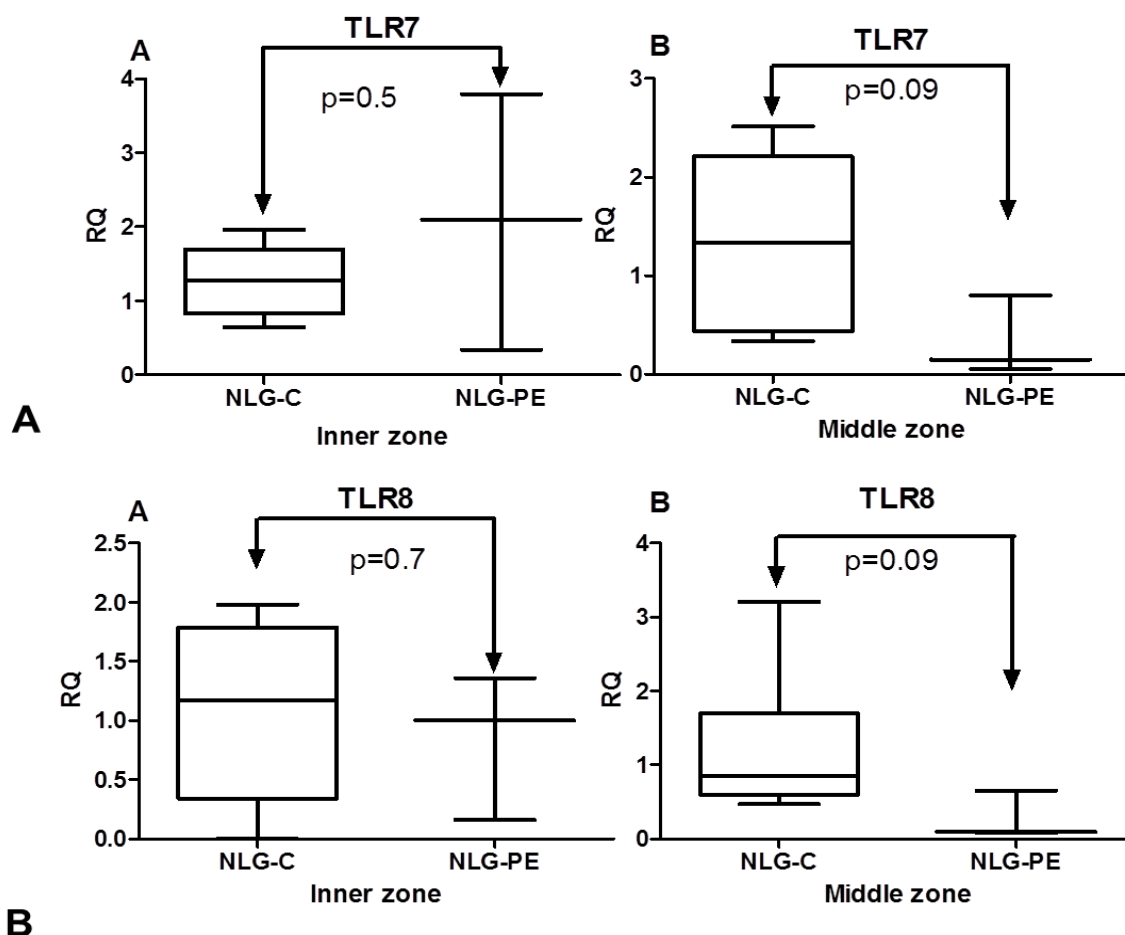 A
TLR7
p=0.5
RQ
4
3
2
1
0
NLG-C NLG-PE
Inner zone
B
TLR7
p=0.09
RQ
3
2
1
0
NLG-C NLG-PE
Middle zone
A
A
TLR8
p=0.7
RQ
2.5
2.0
1.5
1.0
0.5
0.0
NLG-C NLG-PE
Inner zone
B
TLR8
p=0.09
RQ
4
3
2
1
0
NLG-C NLG-PE
Middle zone
B